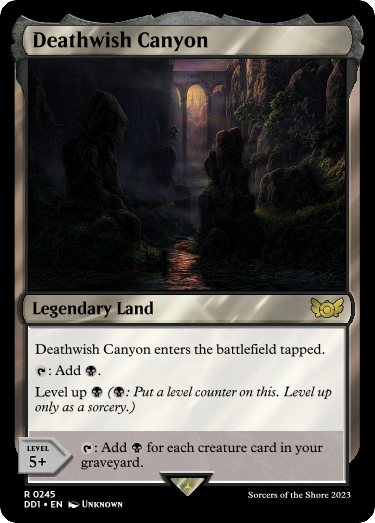 Deathwish Canyon
Legendary Land
Deathwish Canyon enters the battlefield tapped.
: Add .
Level up  (: Put a level counter on this. Level up
only as a sorcery.)
LEVEL
5+
: Add  for each creature card in your
graveyard.
R 0245
DD1 • EN Unknown
Sorcers of the Shore 2023